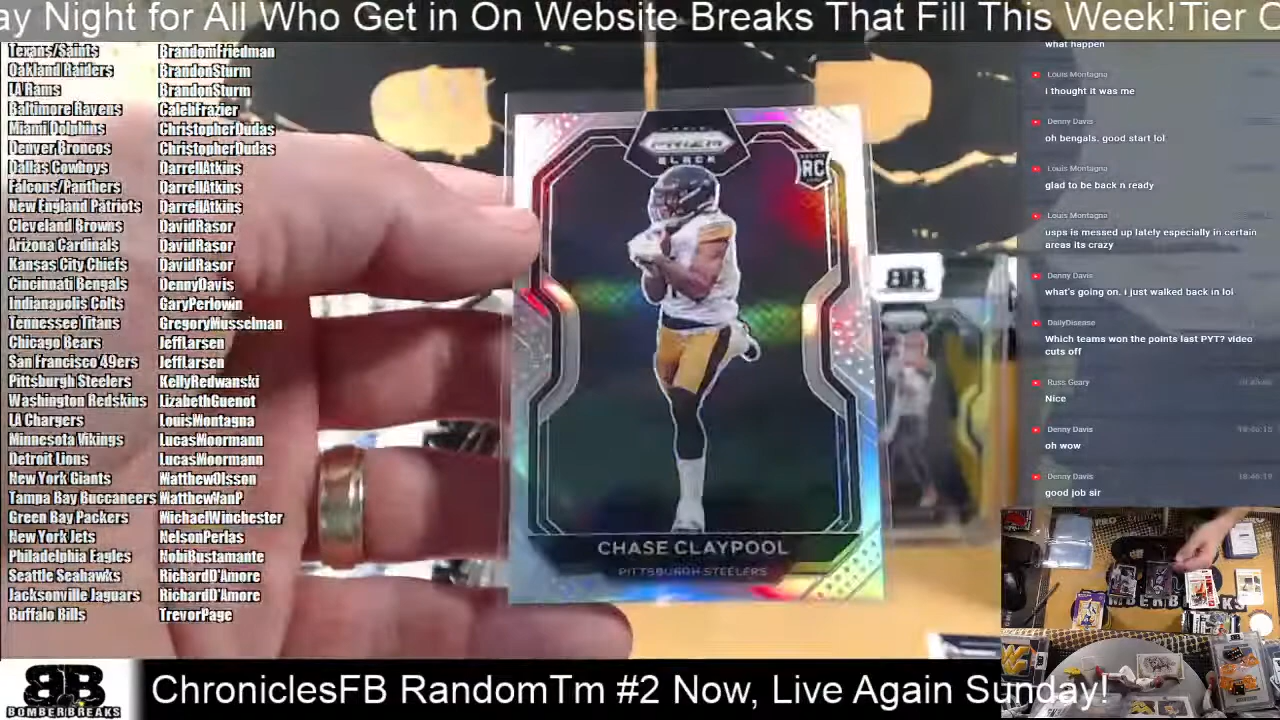 ay Night for All Who Get in On Website Breaks That Fill This Week! Tier O
Texans/Saints BrandomFriedman
Oakland Raiders BrandonSturm
LA Rams BrandonSturm
Baltimore Ravens CalebFrazier
Miami Dolphins ChristopherDudas
Denver Broncos ChristopherDudas
Dallas Cowboys DarrellAtkins
Falcons/Panthers DarrellAtkins
New England Patriots DarrellAtkins
Cleveland Browns DavidRasor
Arizona Cardinals DavidRasor
Kansas City Chiefs DavidRasor
Cincinnati Bengals DennyDavis
Indianapolis Colts GaryPerlowin
Tennessee Titans GregoryMusselman
Chicago Bears JeffLarsen
San Francisco 49ers JeffLarsen
Pittsburgh Steelers KellyRedwanski
Washington Redskins LizabethGuenot
LA Chargers LouisMontagna
Minnesota Vikings LucasMoormann
Detroit Lions LucasMoormann
New York Giants MatthewOlsson
Tampa Bay Buccaneers MatthewVanP
Green Bay Packers MichaelWinchester
New York Jets NelsonPerlas
Philadelphia Eagles NobiBustamante
Seattle Seahawks RichardD'Amore
Jacksonville Jaguars RichardD'Amore
Buffalo Bills TrevorPage
BLACK
RC
CHASE CLAYPOOL
PITTSBURGH STEELERS
BB
what happen
Louis Montagna
i thought it was me
Denny Davis
oh bengals. good start lol
Louis Montagna
glad to be back n ready
Louis Montagna
usps is messed up lately especially in certain
areas its crazy
Denny Davis
what's going on. i just walked back in lol
DailyDisease
Which teams won the points last PYT? video
cuts off
Russ Geary
Nice
Denny Davis
oh wow
Denny Davis
good job sir
BOMBERBREAKS
BB
BOMBERBREAKS
ChroniclesFB RandomTm #2 Now, Live Again Sunday!